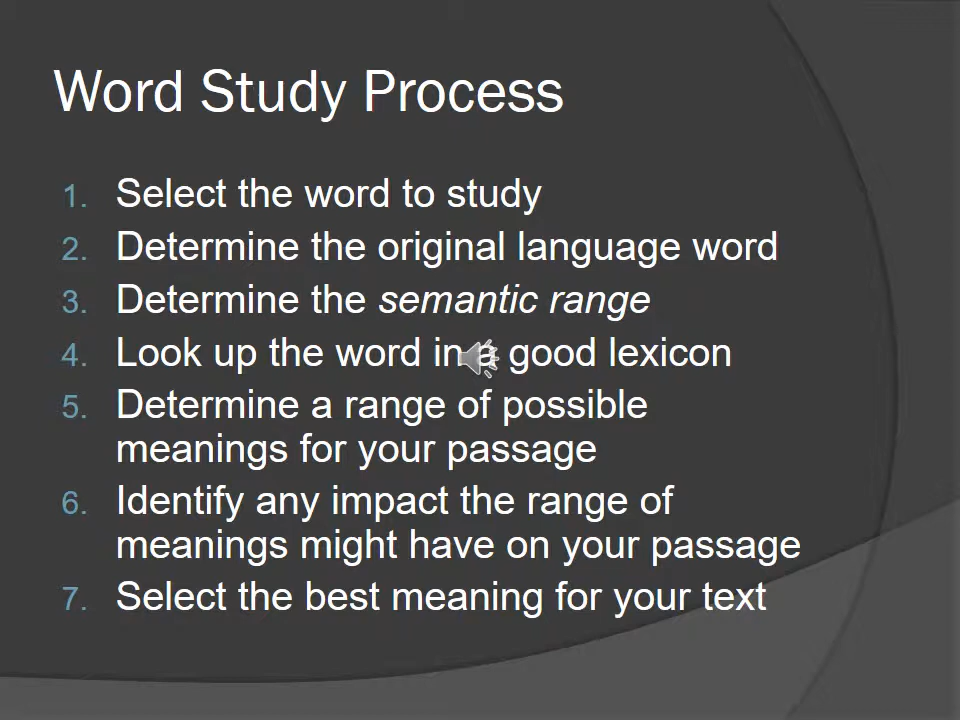 Word Study Process
1. Select the word to study
2. Determine the original language word
3. Determine the semantic range
4. Look up the word in a good lexicon
5. Determine a range of possible
meanings for your passage
6. Identify any impact the range of
meanings might have on your passage
7. Select the best meaning for your text